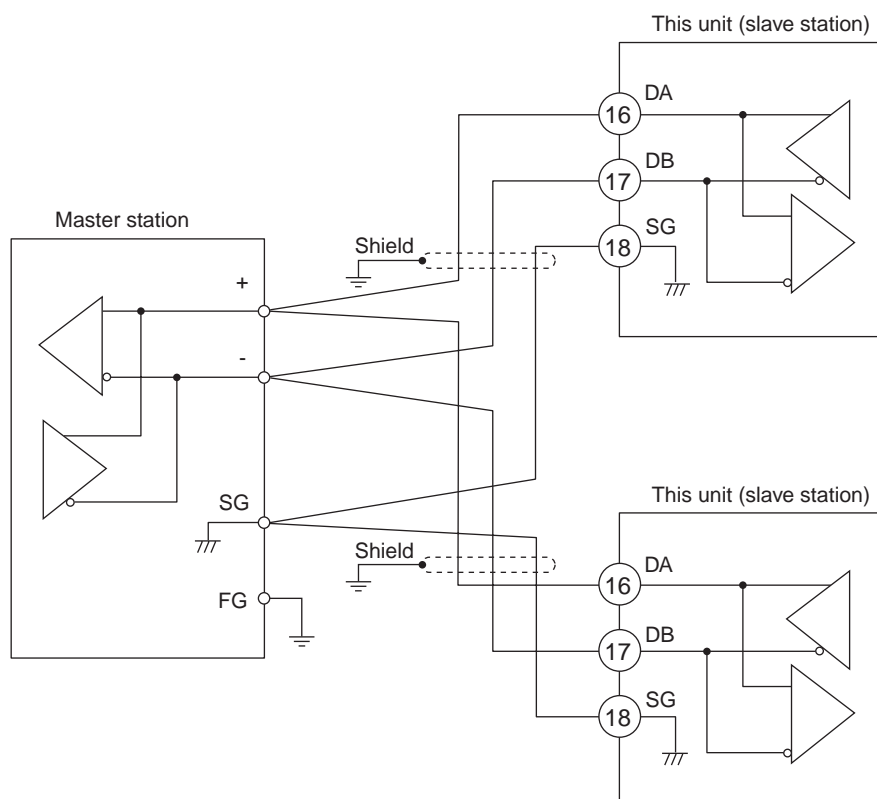 This unit (slave station)
16 DA
17 DB
18 SG
Master station
Shield
+
-
SG
FG
This unit (slave station)
Shield
16 DA
17 DB
18 SG